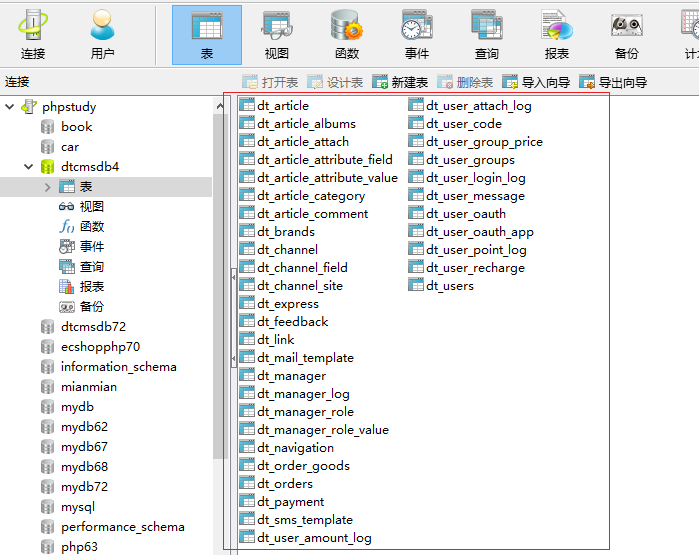 连接 用户 表 视图 函数 事件 查询 报表 备份
连接 打开表 设计表 新建表 删除表 导入向导 导出向导
phpstudy
book
car
dtcmsdb4
表
视图
函数
事件
查询
报表
备份
dtcmsdb72
ecshopphp70
information_schema
mianmian
mydb
mydb62
mydb67
mydb68
mydb72
mysql
performance_schema
php63
dt_article
dt_article_albums
dt_article_attach
dt_article_attribute_field
dt_article_attribute_value
dt_article_category
dt_article_comment
dt_brands
dt_channel
dt_channel_field
dt_channel_site
dt_express
dt_feedback
dt_link
dt_mail_template
dt_manager
dt_manager_log
dt_manager_role
dt_manager_role_value
dt_navigation
dt_order_goods
dt_orders
dt_payment
dt_sms_template
dt_user_amount_log
dt_user_attach_log
dt_user_code
dt_user_group_price
dt_user_groups
dt_user_login_log
dt_user_message
dt_user_oauth
dt_user_oauth_app
dt_user_point_log
dt_user_recharge
dt_users